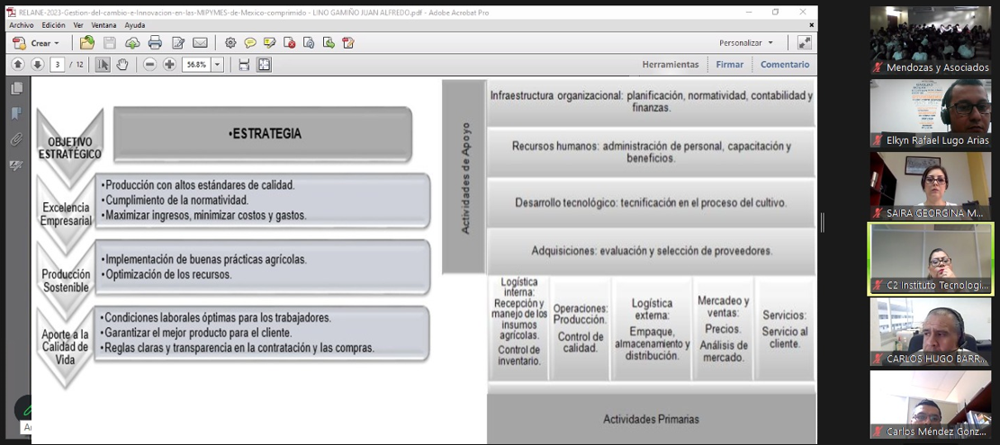 RELANE-2023-Gestion-del-cambio-e-Innovacion-en-las-MIPYMES-de-Mexico-comprimido - LINO GAMIÑO JUAN ALFREDO.pdf - Adobe Acrobat Pro
Archivo Edición Ver Ventana Ayuda
Crear
Personalizar
3 / 12
56.8%
Herramientas Firmar Comentario
OBJETIVO
ESTRATÉGICO
•ESTRATEGIA
Excelencia
Empresarial
•Producción con altos estándares de calidad.
•Cumplimiento de la normatividad.
•Maximizar ingresos, minimizar costos y gastos.
Producción
Sostenible
•Implementación de buenas prácticas agrícolas.
•Optimización de los recursos.
Aporte a la
Calidad de
Vida
•Condiciones laborales óptimas para los trabajadores.
•Garantizar el mejor producto para el cliente.
•Reglas claras y transparencia en la contratación y las compras.
Actividades de Apoyo
Infraestructura organizacional: planificación, normatividad, contabilidad y
finanzas.
Recursos humanos: administración de personal, capacitación y
beneficios.
Desarrollo tecnológico: tecnificación en el proceso del cultivo.
Adquisiciones: evaluación y selección de proveedores.
Logística
interna:
Recepción y
manejo de los
insumos
agrícolas.
Control de
inventario.
Operaciones:
Producción.
Control de
calidad.
Logística
externa:
Empaque,
almacenamiento y
distribución.
Mercadeo y
ventas:
Precios.
Análisis de
mercado.
Servicios:
Servicio al
cliente.
Actividades Primarias
Mendozas y Asociados
Elkyn Rafael Lugo Arias
SAIRA GEORGINA M...
C2 Instituto Tecnologi...
CARLOS HUGO BARR...
Carlos Méndez Gonz...